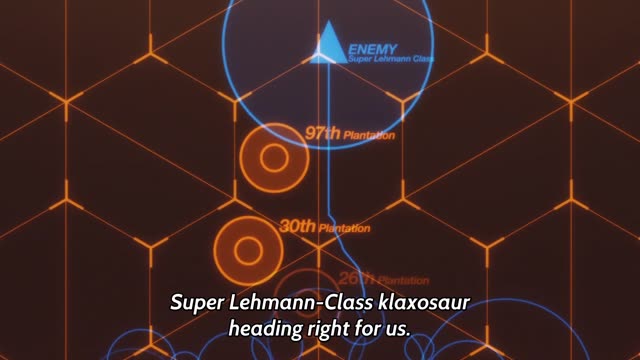 ENEMY
Super Lehmann Class
97th Plantation
30th Plantation
26th Plantation
Super Lehmann-Class klaxosaur
heading right for us.